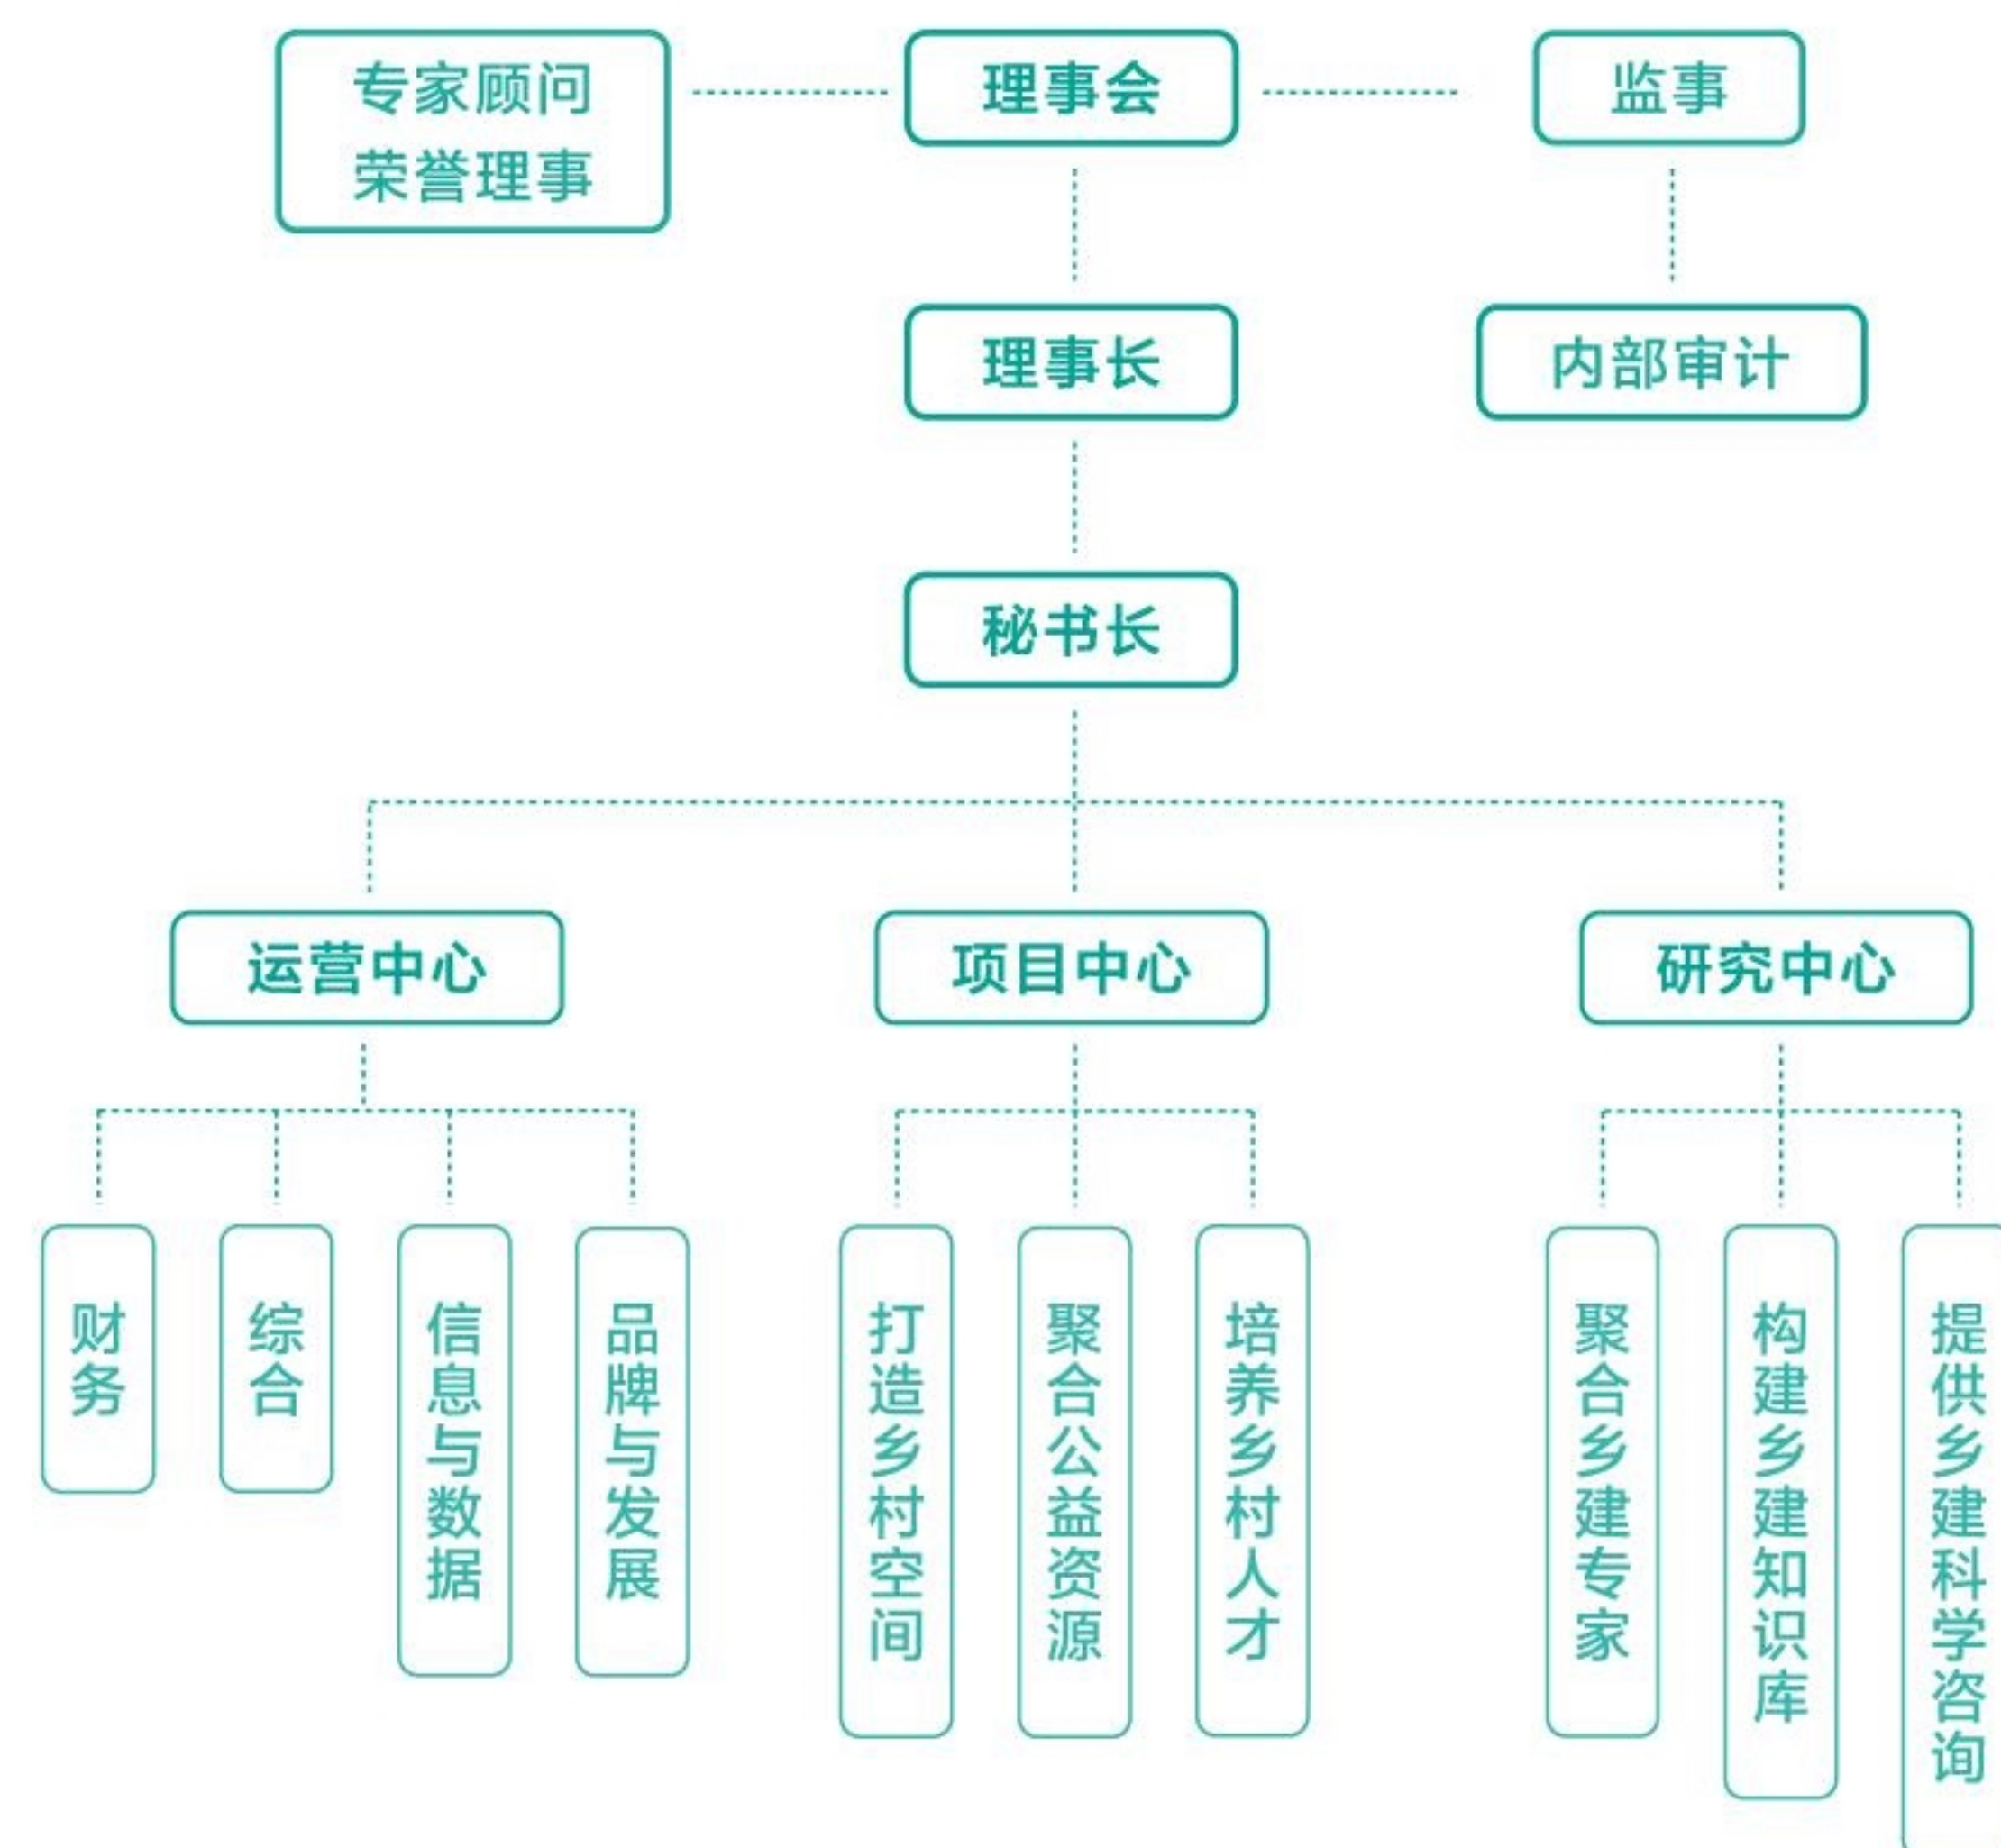 专家顾问
荣誉理事
理事会
监事
理事长
内部审计
秘书长
运营中心
项目中心
研究中心
财务
综合
信息与数据
品牌与发展
打造乡村空间
聚合公益资源
培养乡村人才
聚合乡建专家
构建乡建知识库
提供乡建科学咨询